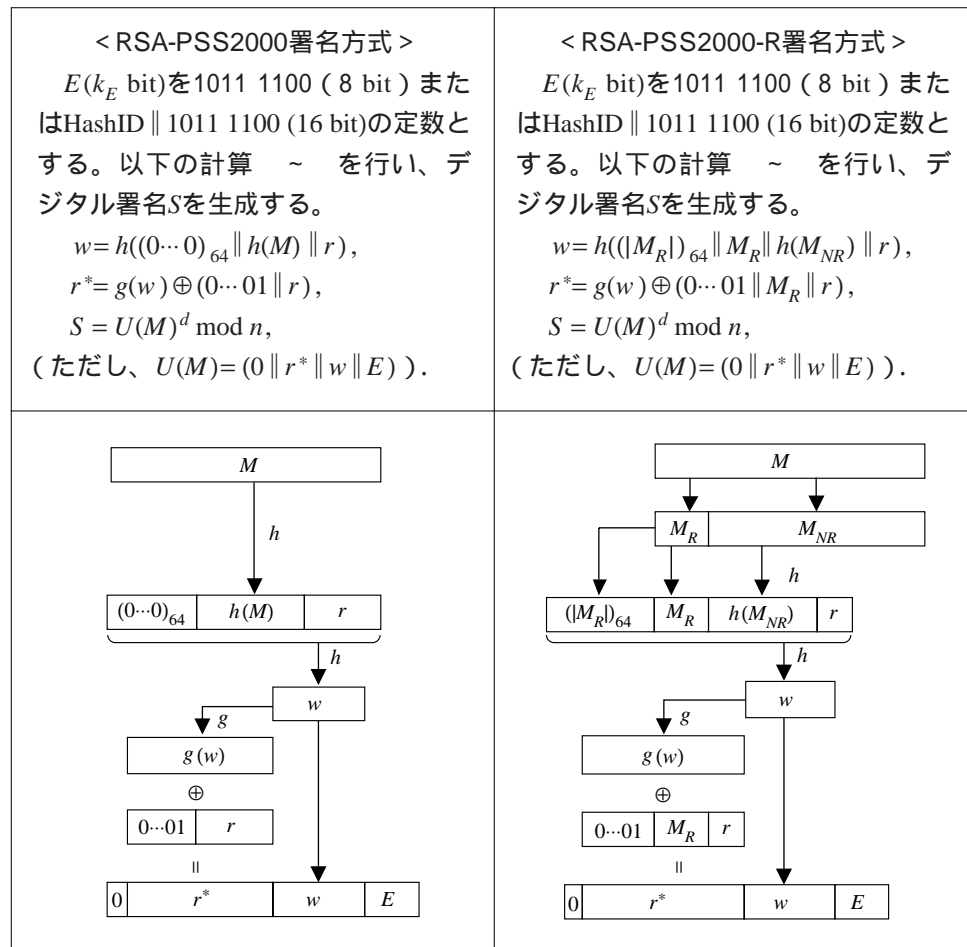 < RSA-PSS2000署名方式 >
E(k_E bit)を1011 1100 ( 8 bit ) また
はHashID || 1011 1100 (16 bit)の定数と
する。以下の計算 ~ を行い、デ
ジタル署名Sを生成する。
w= h((0··· 0)_64 || h(M) || r) ,
r*= g(w) ⊕ (0··· 01 || r) ,
S = U(M)^d mod n,
( ただし、U(M)= (0 || r* || w || E) ) .
< RSA-PSS2000-R署名方式 >
E(k_E bit)を1011 1100 ( 8 bit ) また
はHashID || 1011 1100 (16 bit)の定数と
する。以下の計算 ~ を行い、デ
ジタル署名Sを生成する。
w= h((|M_R|)_64 || M_R || h(M_NR) || r) ,
r*= g(w) ⊕ (0··· 01 || M_R || r) ,
S = U(M)^d mod n,
( ただし、U(M)= (0 || r* || w || E) ) .
M
h
(0···0)_64 h(M) r
h
w
g
g(w)
⊕
0···01 r
=
0 r* w E
M
M_R M_NR
h
(|M_R|)_64 M_R h(M_NR) r
h
w
g
g(w)
⊕
0···01 M_R r
=
0 r* w E